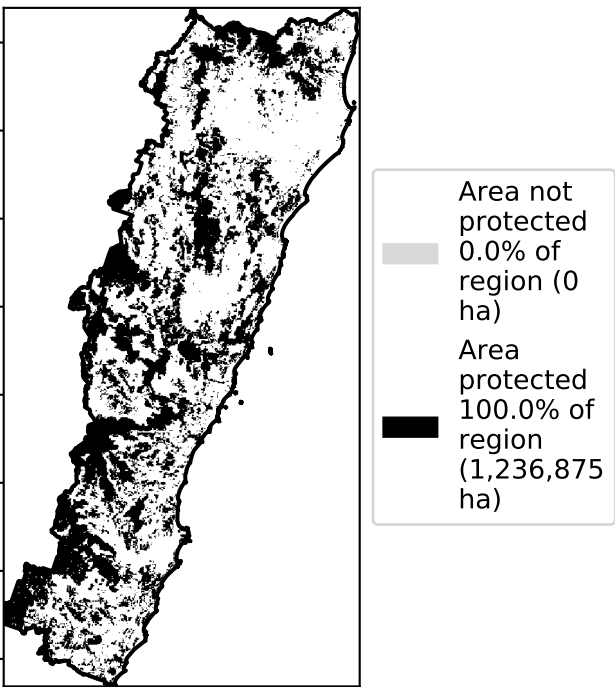 Area not
protected
0.0% of
region (0
ha)
Area
protected
100.0% of
region
(1,236,875
ha)